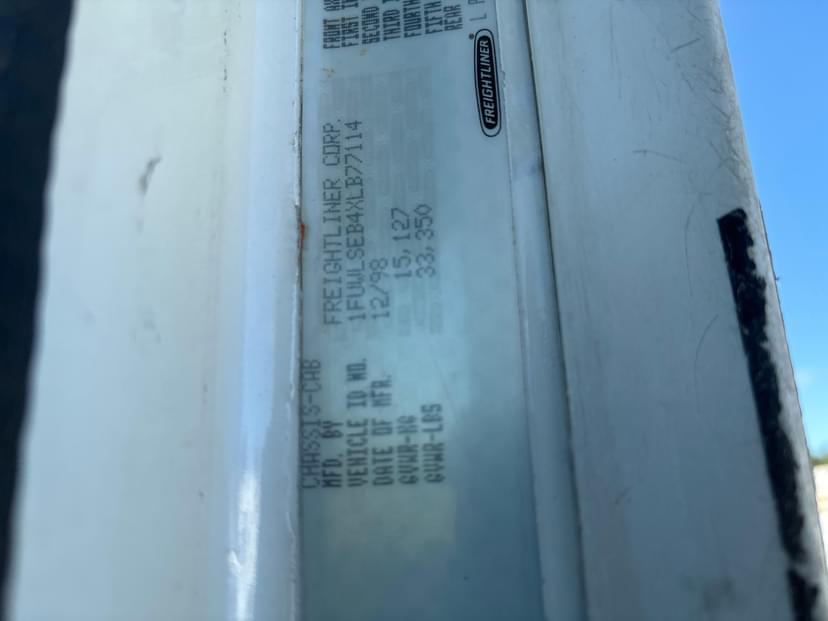 CHASSIS-CAB
MFD. BY FREIGHTLINER CORP.
VEHICLE ID NO. 1FUWLSEB4XLB77114
DATE OF MFR. 12/98
GVWR-KG 15,127
GVWR-LBS 33,350
FRONT
FIRST
SECOND
THIRD
FOURTH
FIFTH
REAR
FREIGHTLINER